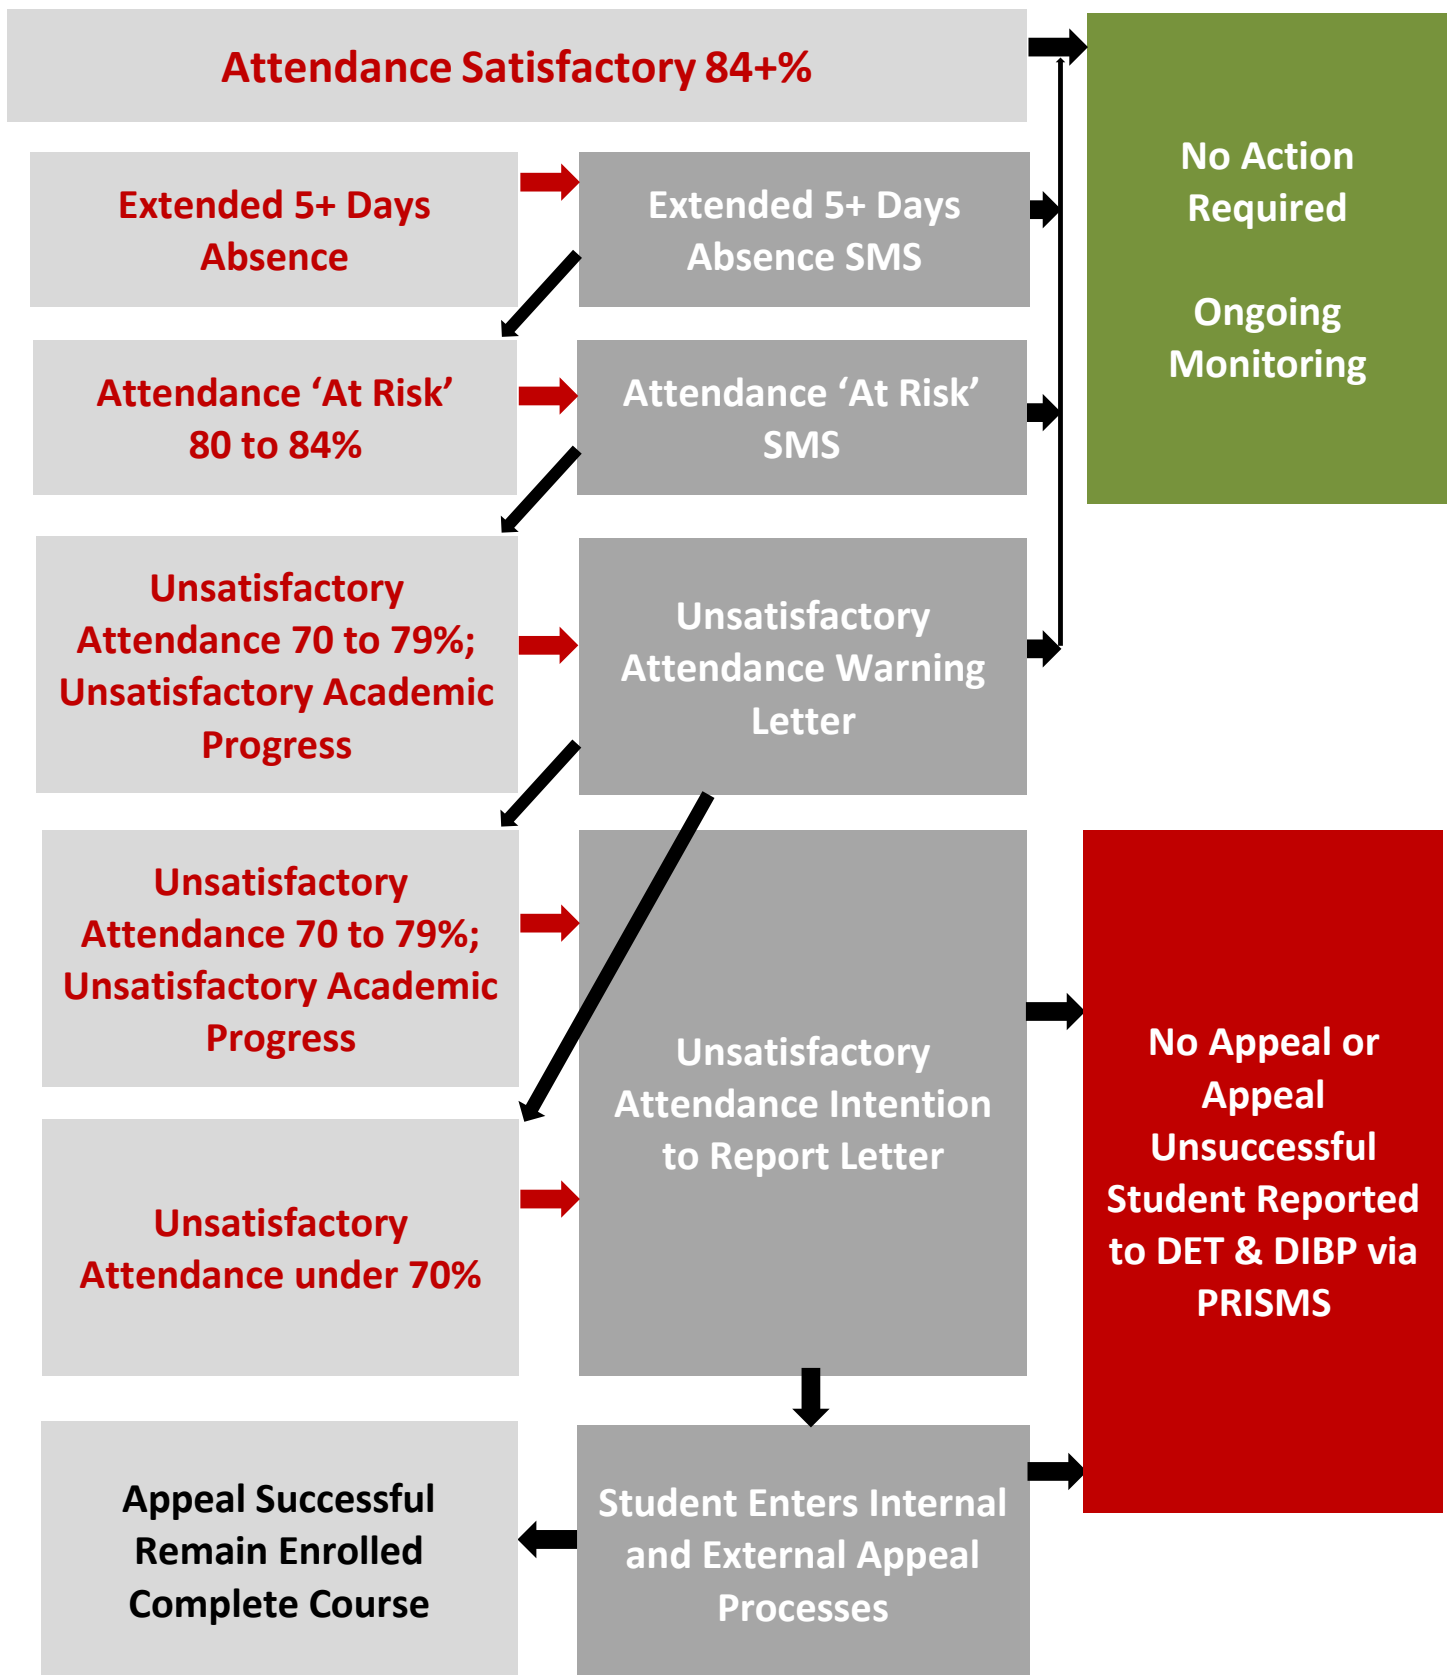 Attendance Satisfactory 84+%
No Action
Required
Ongoing
Monitoring
Extended 5+ Days
Absence
Extended 5+ Days
Absence SMS
Attendance ‘At Risk’
80 to 84%
Attendance ‘At Risk’
SMS
Unsatisfactory
Attendance 70 to 79%;
Unsatisfactory Academic
Progress
Unsatisfactory
Attendance Warning
Letter
Unsatisfactory
Attendance 70 to 79%;
Unsatisfactory Academic
Progress
Unsatisfactory
Attendance Intention
to Report Letter
No Appeal or
Appeal
Unsuccessful
Student Reported
to DET & DIBP via
PRISMS
Unsatisfactory
Attendance under 70%
Appeal Successful
Remain Enrolled
Complete Course
Student Enters Internal
and External Appeal
Processes